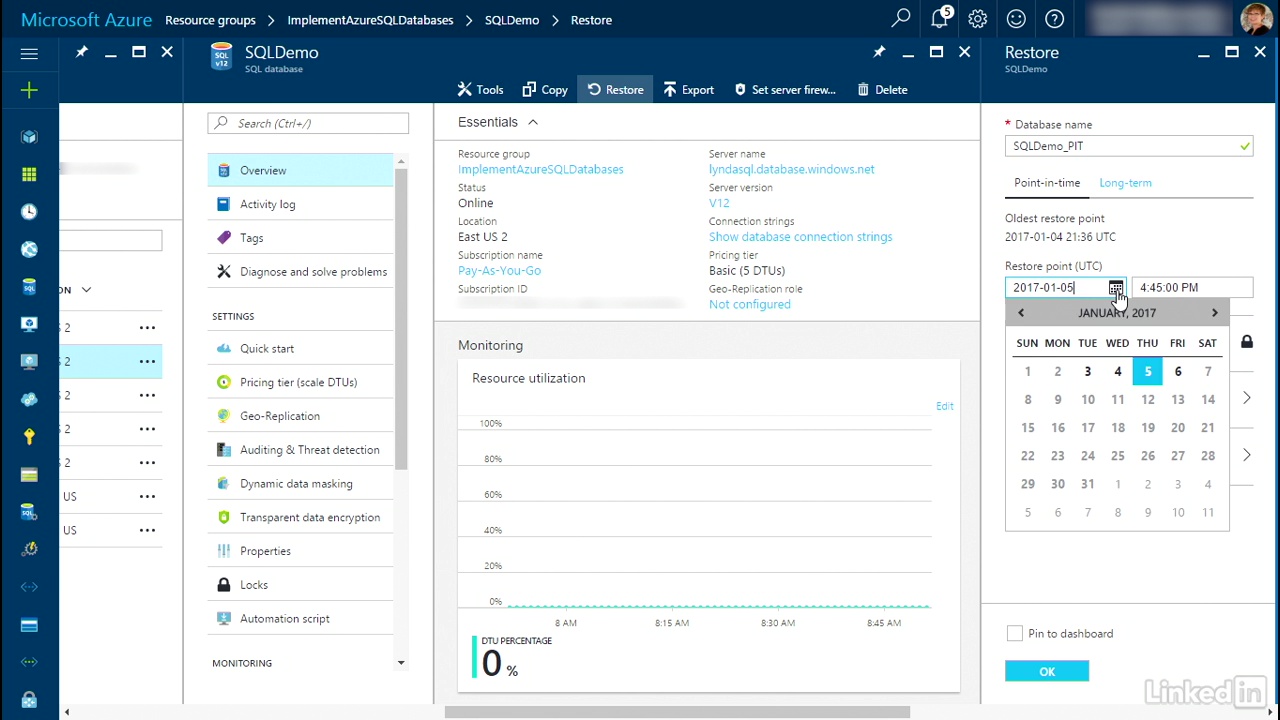 Microsoft Azure Resource groups > ImplementAzureSQLDatabases > SQLDemo > Restore
5
SQL v12
SQLDemo
SQL database
Tools Copy Restore Export Set server firew... Delete
ON
2
2
2
2
2
US
US
Search (Ctrl+/)
Overview
Activity log
Tags
Diagnose and solve problems
SETTINGS
Quick start
Pricing tier (scale DTUs)
Geo-Replication
Auditing & Threat detection
Dynamic data masking
Transparent data encryption
Properties
Locks
Automation script
MONITORING
Essentials
Resource group
ImplementAzureSQLDatabases
Status
Online
Location
East US 2
Subscription name
Pay-As-You-Go
Subscription ID
Server name
lyndasql.database.windows.net
Server version
V12
Connection strings
Show database connection strings
Pricing tier
Basic (5 DTUs)
Geo-Replication role
Not configured
Monitoring
Resource utilization
Edit
100%
80%
60%
40%
20%
0%
8 AM 8:15 AM 8:30 AM 8:45 AM
DTU PERCENTAGE
0 %
Restore
SQLDemo
* Database name
SQLDemo_PIT
Point-in-time Long-term
Oldest restore point
2017-01-04 21:36 UTC
Restore point (UTC)
2017-01-05 4:45:00 PM
JANUARY, 2017
SUN MON TUE WED THU FRI SAT
1 2 3 4 5 6 7
8 9 10 11 12 13 14
15 16 17 18 19 20 21
22 23 24 25 26 27 28
29 30 31 1 2 3 4
5 6 7 8 9 10 11
Pin to dashboard
OK
LinkedIn